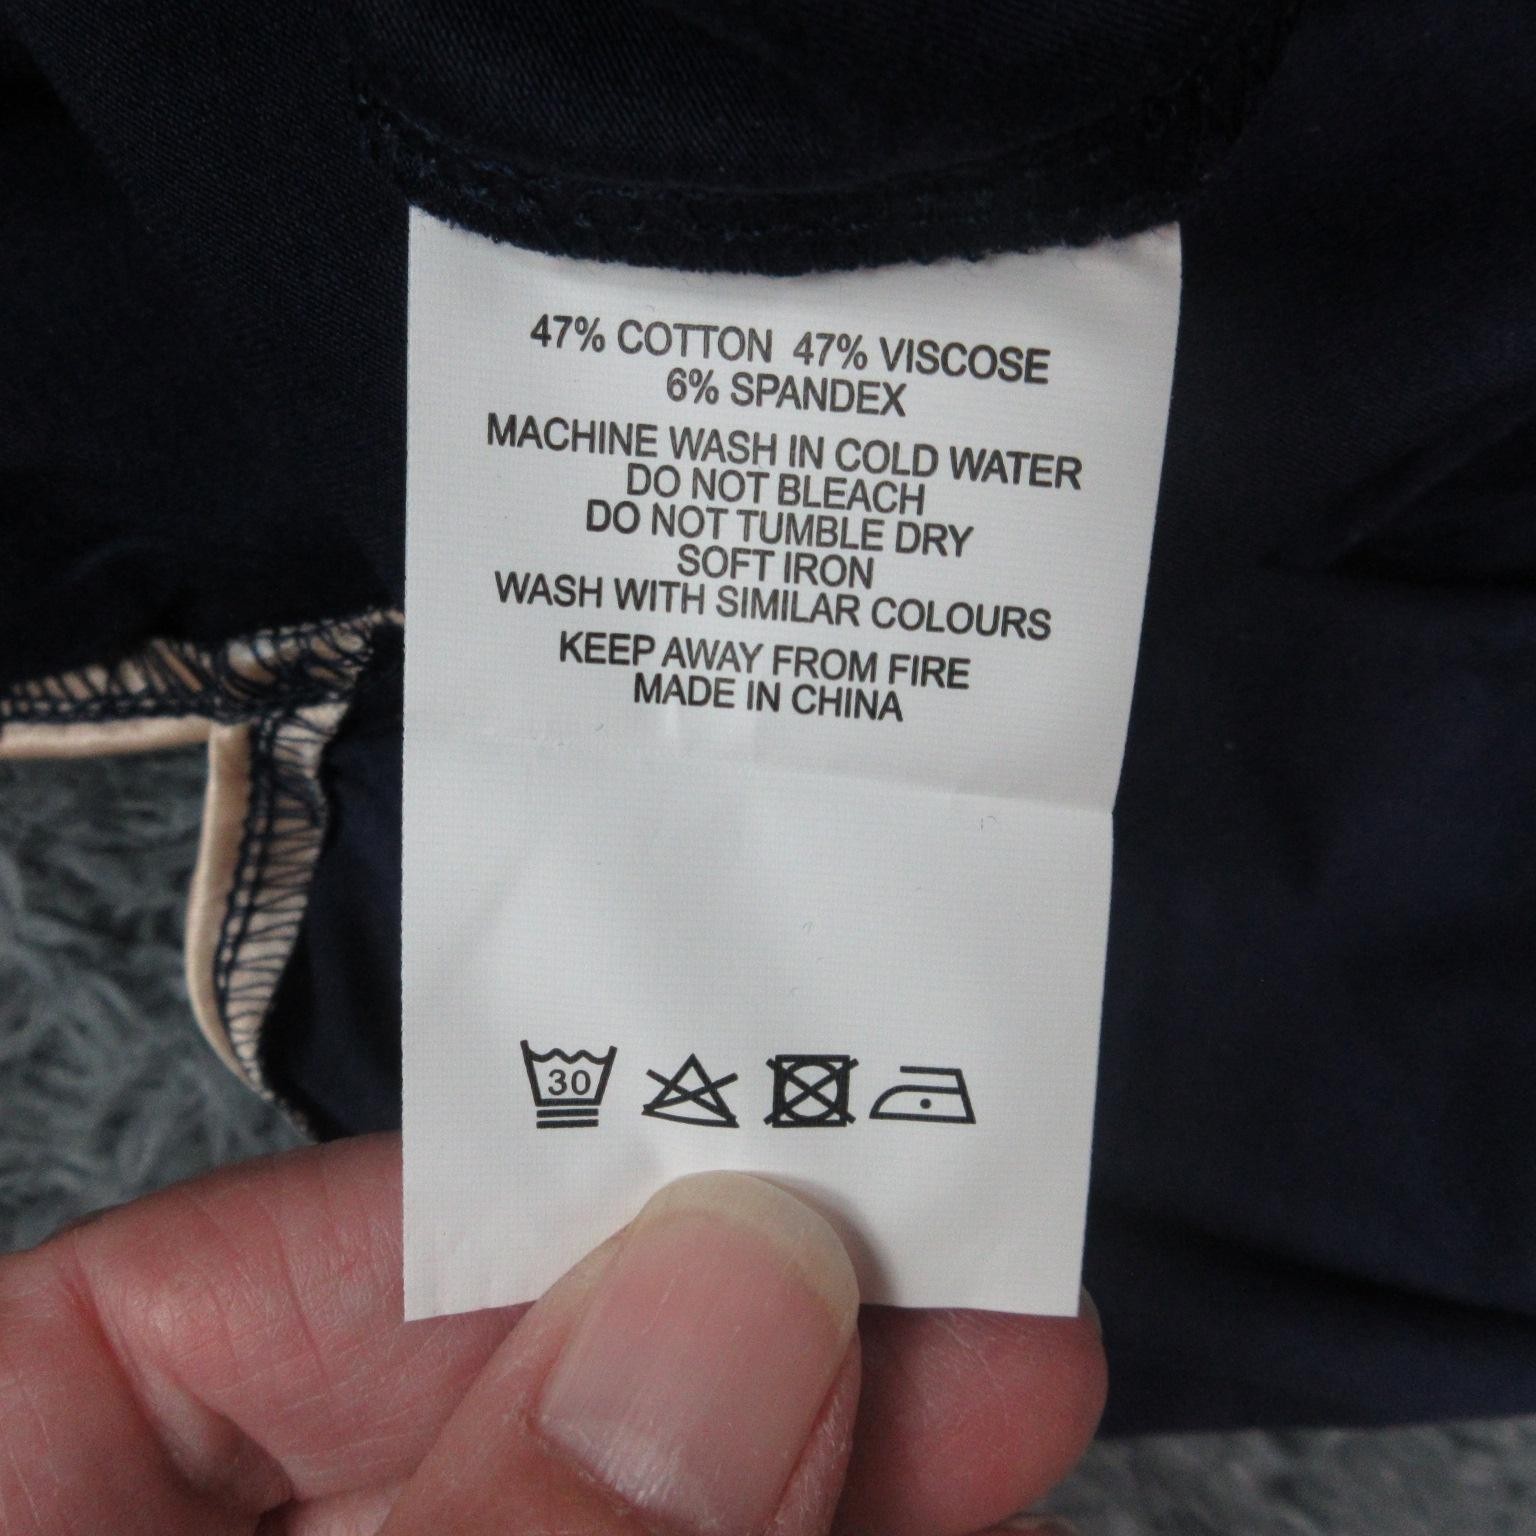 47% COTTON 47% VISCOSE
6% SPANDEX
MACHINE WASH IN COLD WATER
DO NOT BLEACH
DO NOT TUMBLE DRY
SOFT IRON
WASH WITH SIMILAR COLOURS
KEEP AWAY FROM FIRE
MADE IN CHINA
30